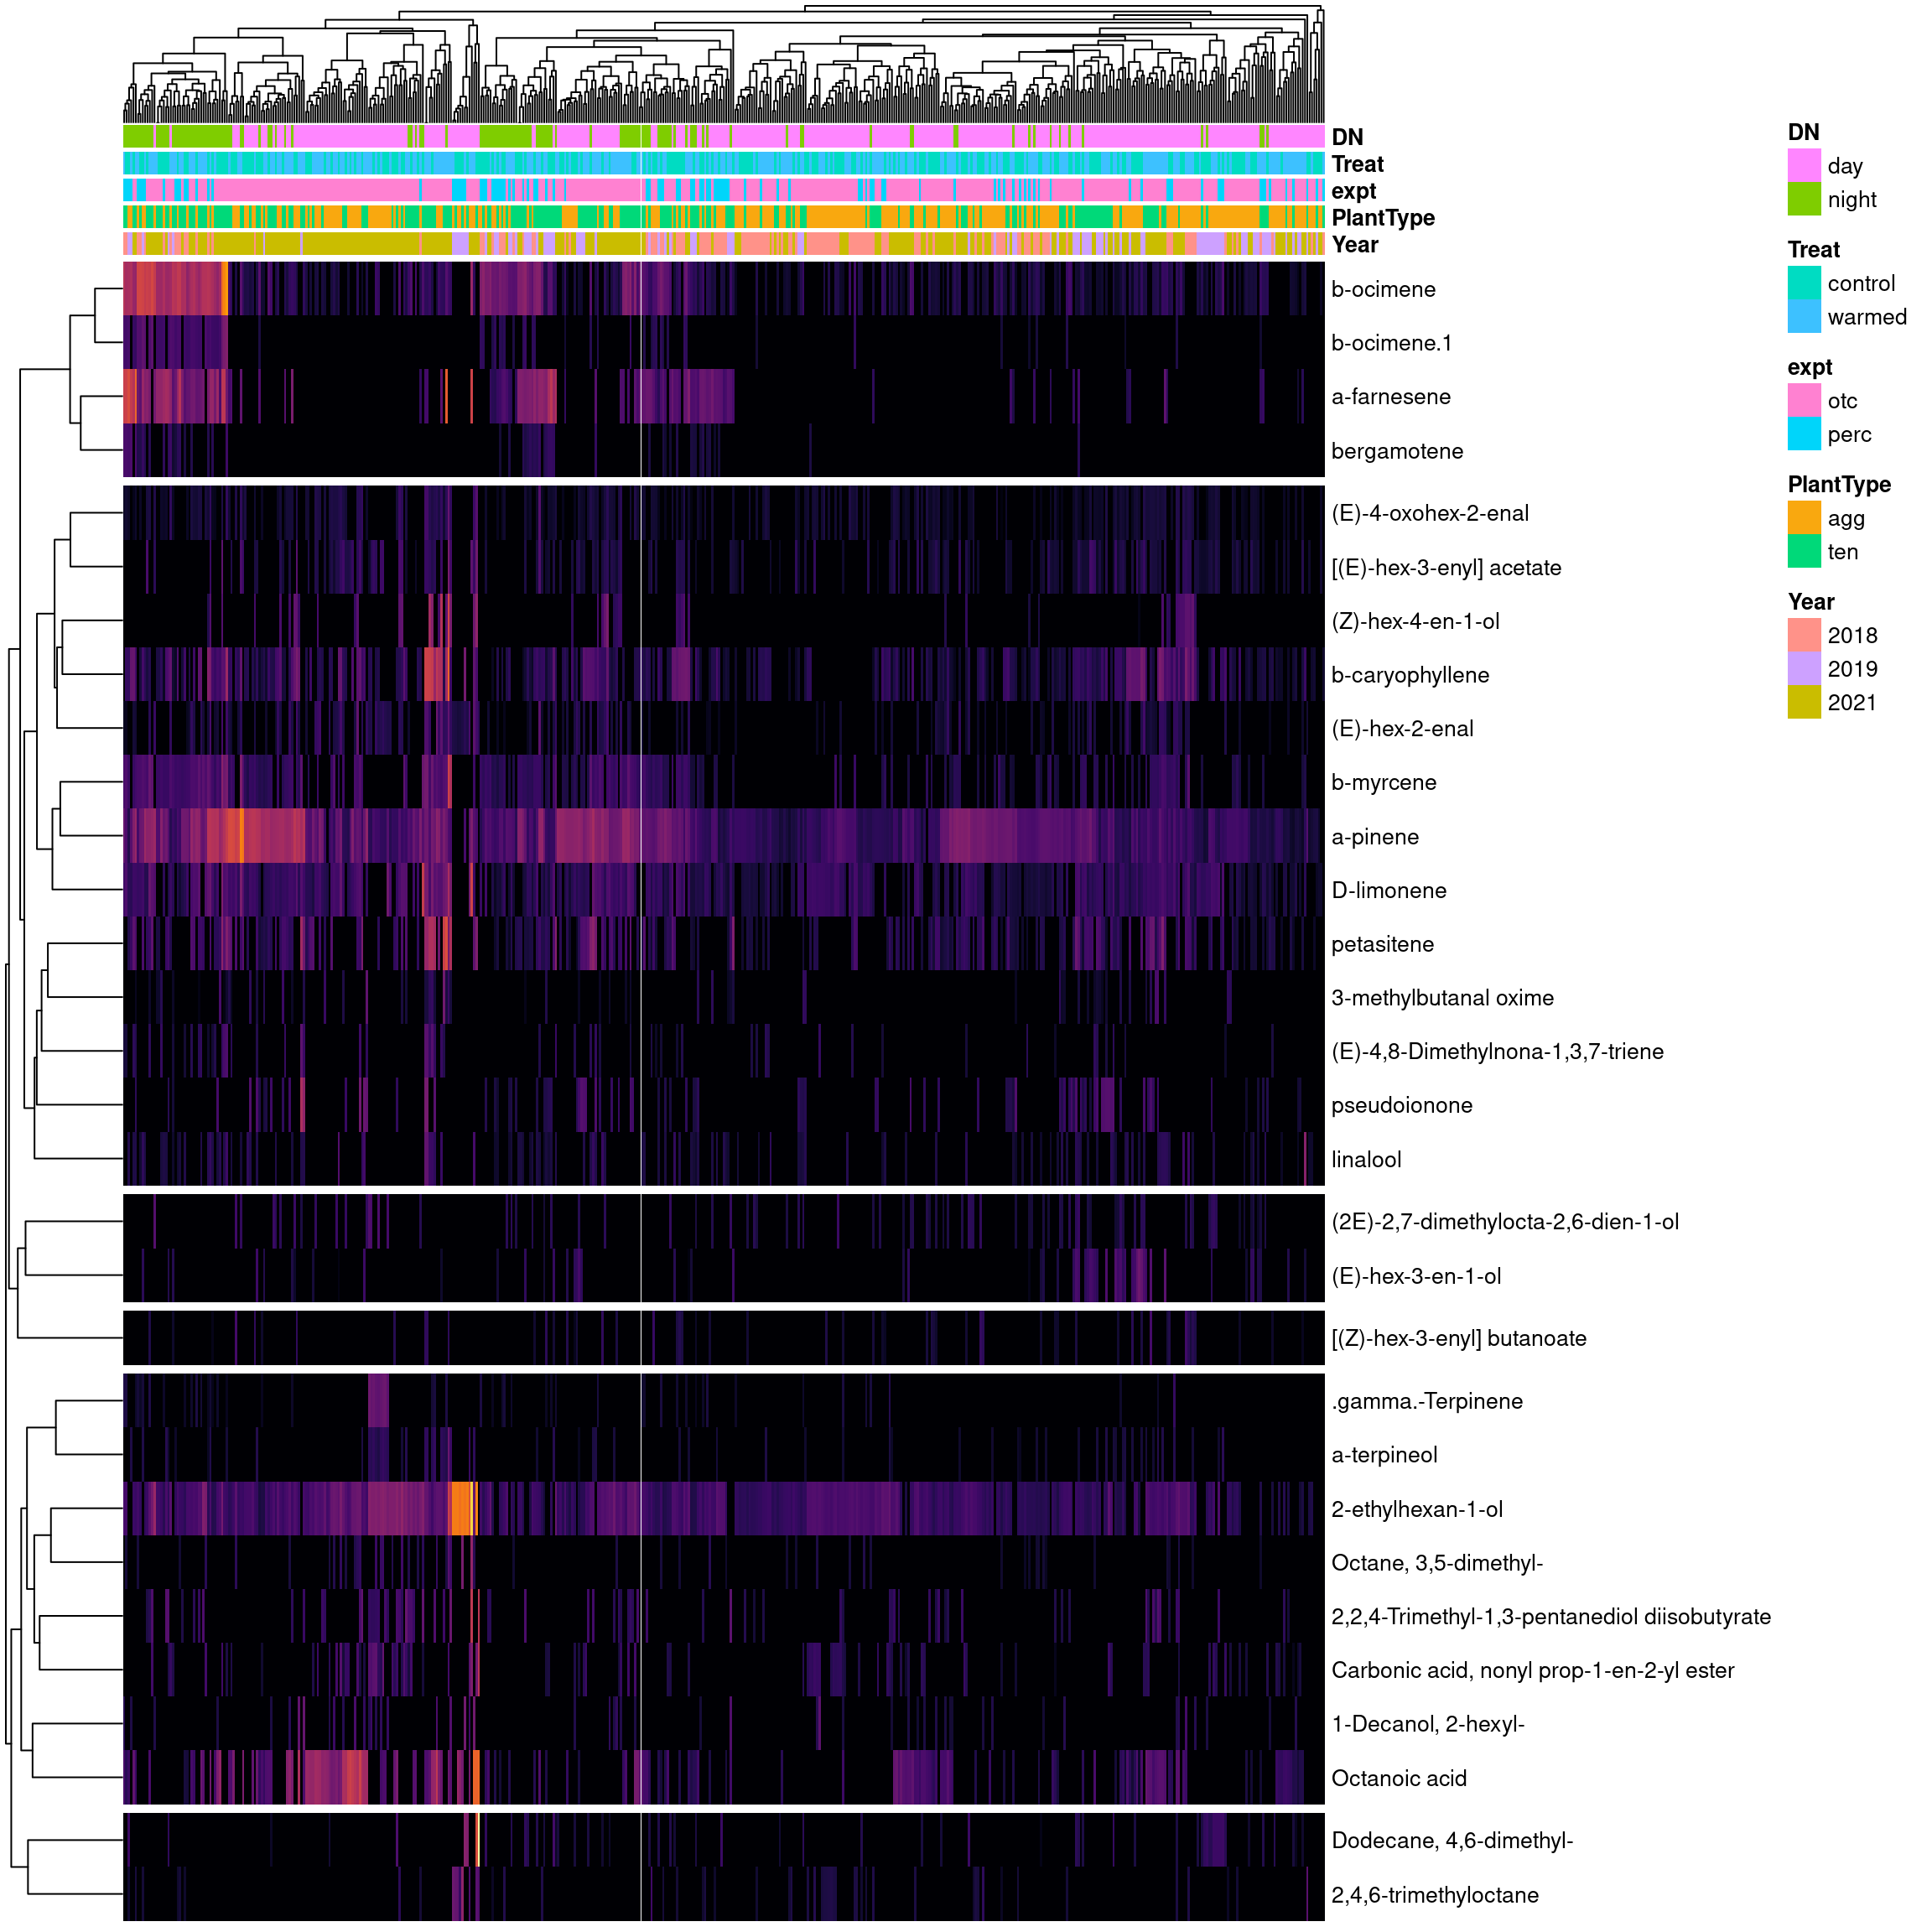 DN
Treat
expt
PlantType
Year
b-ocimene
b-ocimene.1
a-farnesene
bergamotene
(E)-4-oxohex-2-enal
[(E)-hex-3-enyl] acetate
(Z)-hex-4-en-1-ol
b-caryophyllene
(E)-hex-2-enal
b-myrcene
a-pinene
D-limonene
petasitene
3-methylbutanal oxime
(E)-4,8-Dimethylnona-1,3,7-triene
pseudoionone
linalool
(2E)-2,7-dimethylocta-2,6-dien-1-ol
(E)-hex-3-en-1-ol
[(Z)-hex-3-enyl] butanoate
.gamma.-Terpinene
a-terpineol
2-ethylhexan-1-ol
Octane, 3,5-dimethyl-
2,2,4-Trimethyl-1,3-pentanediol diisobutyrate
Carbonic acid, nonyl prop-1-en-2-yl ester
1-Decanol, 2-hexyl-
Octanoic acid
Dodecane, 4,6-dimethyl-
2,4,6-trimethyloctane
DN
day
night
Treat
control
warmed
expt
otc
perc
PlantType
agg
ten
Year
2018
2019
2021